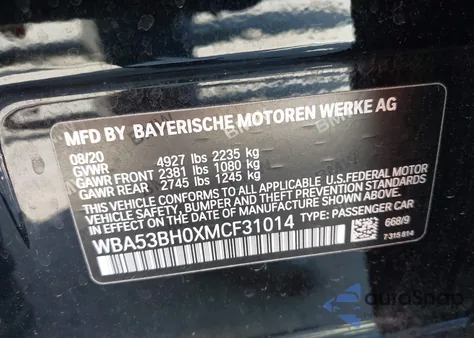 MFD BY BAYERISCHE MOTOREN WERKE AG
08/20
GVWR 4927 lbs 2235 kg
GAWR FRONT 2381 lbs 1080 kg
GAWR REAR 2745 lbs 1245 kg
THIS VEHICLE CONFORMS TO ALL APPLICABLE U.S.FEDERAL MOTOR
VEHICLE SAFETY, BUMPER, AND THEFT PREVENTION STANDARDS
IN EFFECT ON THE DATE OF MANUFACTURE SHOWN ABOVE.
WBA53BH0XMCF31014 TYPE: PASSENGER CAR
668/9
7 315 814
autoSnap